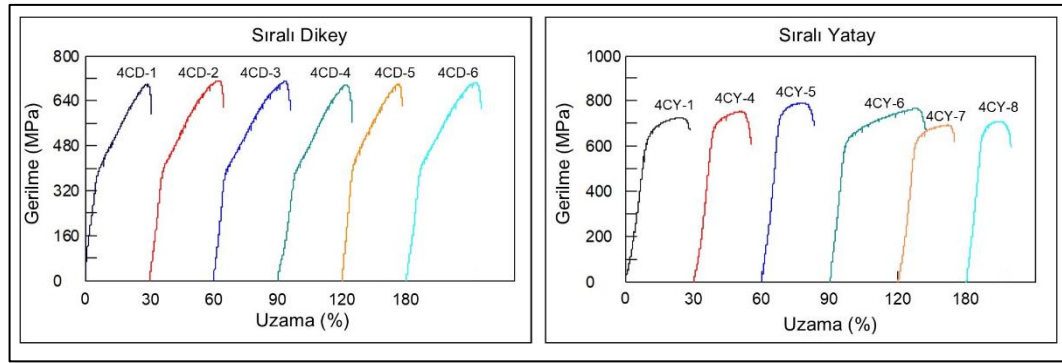 Sıralı Dikey
800
640
480
320
160
0
Gerilme (MPa)
4CD-1 4CD-2 4CD-3 4CD-4 4CD-5 4CD-6
0 30 60 90 120 180
Uzama (%)
Sıralı Yatay
1000
800
600
400
200
0
Gerilme (MPa)
4CY-1 4CY-4 4CY-5 4CY-6 4CY-7 4CY-8
0 30 60 90 120 180
Uzama (%)